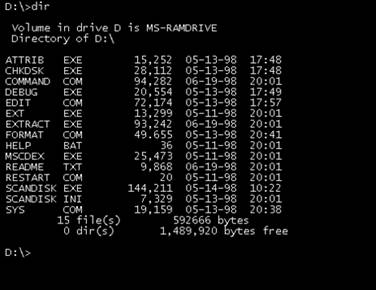 D:\>dir
Volume in drive D is MS-RAMDRIVE
Directory of D:\
ATTRIB EXE 15,252 05-13-98 17:48
CHKDSK EXE 28,112 05-13-98 17:48
COMMAND COM 94,282 06-19-98 20:01
DEBUG EXE 20,554 05-13-98 17:49
EDIT COM 72,174 05-13-98 17:57
EXT EXE 13,299 05-11-98 20:01
EXTRACT EXE 93,242 06-19-98 20:01
FORMAT COM 49.655 05-13-98 20:41
HELP BAT 36 05-11-98 20:01
MSCDEX EXE 25,473 05-11-98 20:01
README TXT 9,868 06-19-98 20:01
RESTART COM 20 05-11-98 20:01
SCANDISK EXE 144,211 05-14-98 10:22
SCANDISK INI 7,329 05-13-98 20:01
SYS COM 19,159 05-13-98 20:38
15 file(s) 592666 bytes
0 dir(s) 1,489,920 bytes free
D:\>